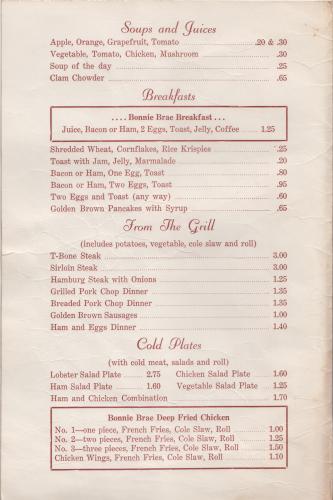 Soups and Juices
Apple, Orange, Grapefruit, Tomato .20 & .30
Vegetable, Tomato, Chicken, Mushroom .30
Soup of the day .25
Clam Chowder .65
Breakfasts
.... Bonnie Brae Breakfast ...
Juice, Bacon or Ham, 2 Eggs, Toast, Jelly, Coffee 1.25
Shredded Wheat, Cornflakes, Rice Krispies .25
Toast with Jam, Jelly, Marmalade .20
Bacon or Ham, One Egg, Toast .80
Bacon or Ham, Two Eggs, Toast .95
Two Eggs and Toast (any way) .60
Golden Brown Pancakes with Syrup .65
From The Grill
(includes potatoes, vegetable, cole slaw and roll)
T-Bone Steak 3.00
Sirloin Steak 3.00
Hamburg Steak with Onions 1.25
Grilled Pork Chop Dinner 1.35
Breaded Pork Chop Dinner 1.35
Golden Brown Sausages 1.00
Ham and Eggs Dinner 1.40
Cold Plates
(with cold meat, salads and roll)
Lobster Salad Plate 2.75 Chicken Salad Plate 1.60
Ham Salad Plate 1.60 Vegetable Salad Plate 1.25
Ham and Chicken Combination 1.70
Bonnie Brae Deep Fried Chicken
No. 1—one piece, French Fries, Cole Slaw, Roll 1.00
No. 2—two pieces, French Fries, Cole Slaw, Roll 1.25
No. 3—three pieces, French Fries, Cole Slaw, Roll 1.50
Chicken Wings, French Fries, Cole Slaw, Roll 1.10